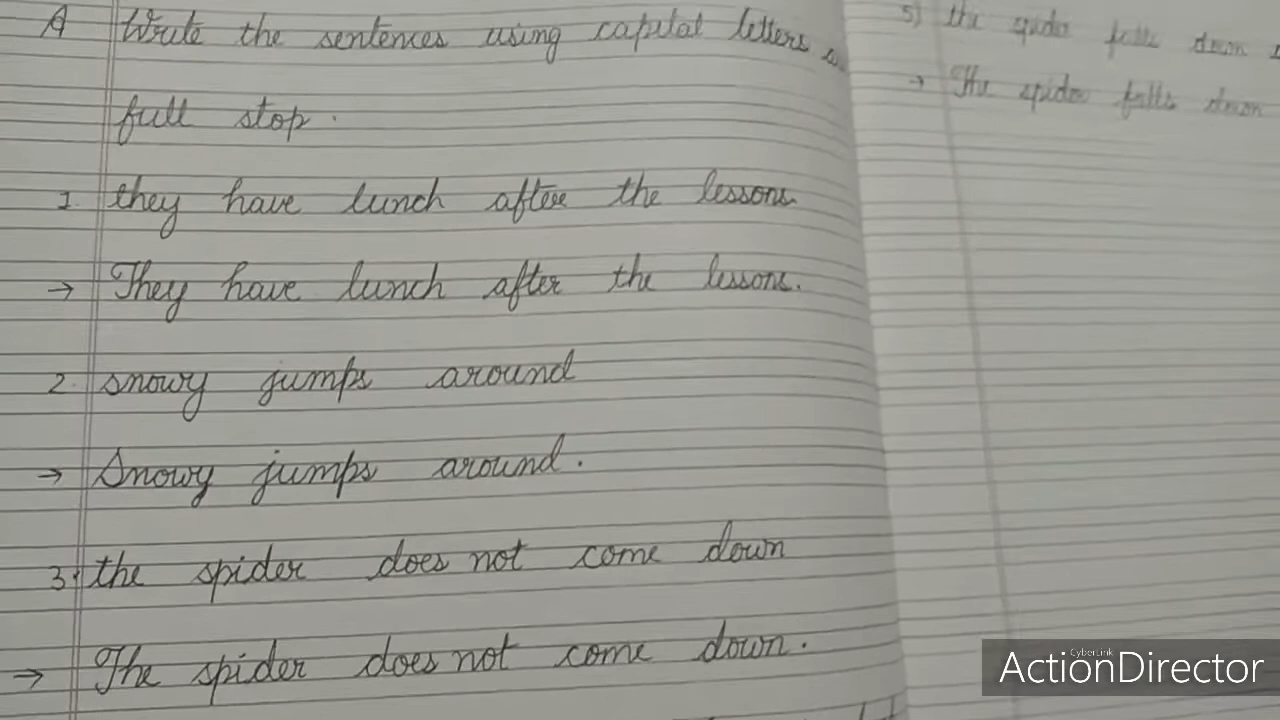 A Write the sentences using capital letters
full stop.
1. they have lunch after the lessons
→ They have lunch after the lessons.
2. snowy jumps around
→ Snowy jumps around.
3. the spider does not come down
→ The spider does not come down.
5) the spider falls down
→ The spider falls down
CyberLink
ActionDirector